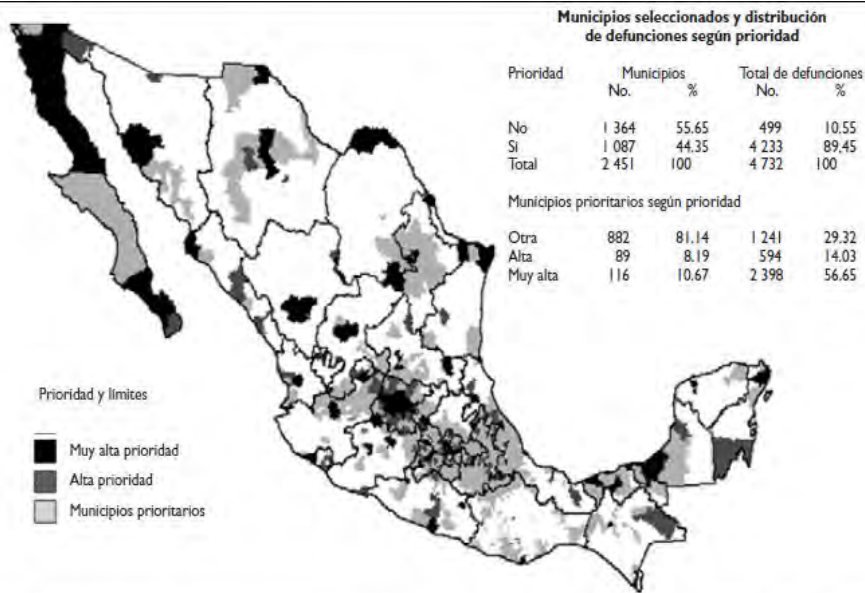 Municipios seleccionados y distribución
de defunciones según prioridad
Prioridad Municipios Total de defunciones
No. % No. %
No 1 364 55.65 499 10.55
Si 1 087 44.35 4 233 89.45
Total 2 451 100 4 732 100
Municipios prioritarios según prioridad
Otra 882 81.14 1 241 29.32
Alta 89 8.19 594 14.03
Muy alta 116 10.67 2 398 56.65
Prioridad y límites
Muy alta prioridad
Alta prioridad
Municipios prioritarios